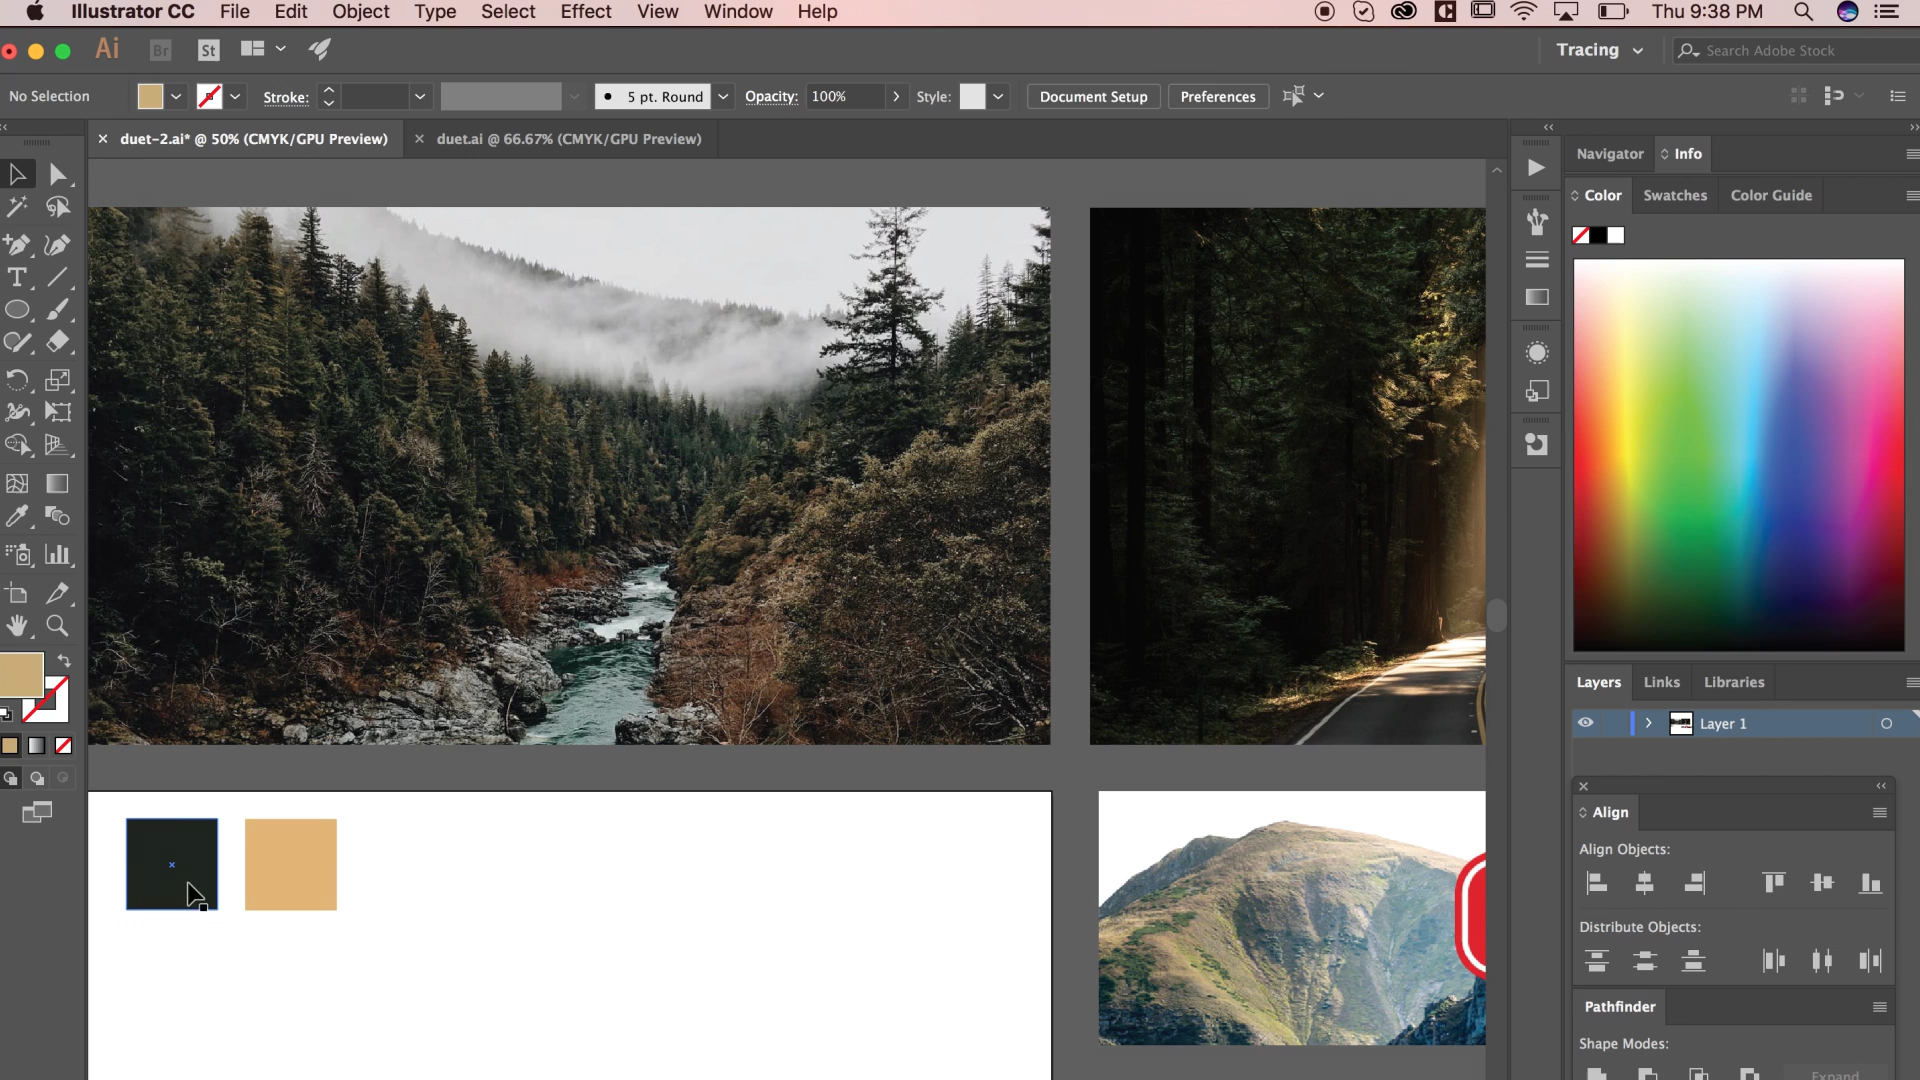 Illustrator CC File Edit Object Type Select Effect View Window Help Thu 9:38 PM
Ai Br St Tracing Search Adobe Stock
No Selection Stroke: 5 pt. Round Opacity: 100% Style: Document Setup Preferences
duet-2.ai* @ 50% (CMYK/GPU Preview) duet.ai @ 66.67% (CMYK/GPU Preview)
Navigator Info
Color Swatches Color Guide
Layers Links Libraries
Layer 1
Align
Align Objects:
Distribute Objects:
Pathfinder
Shape Modes:
Expand